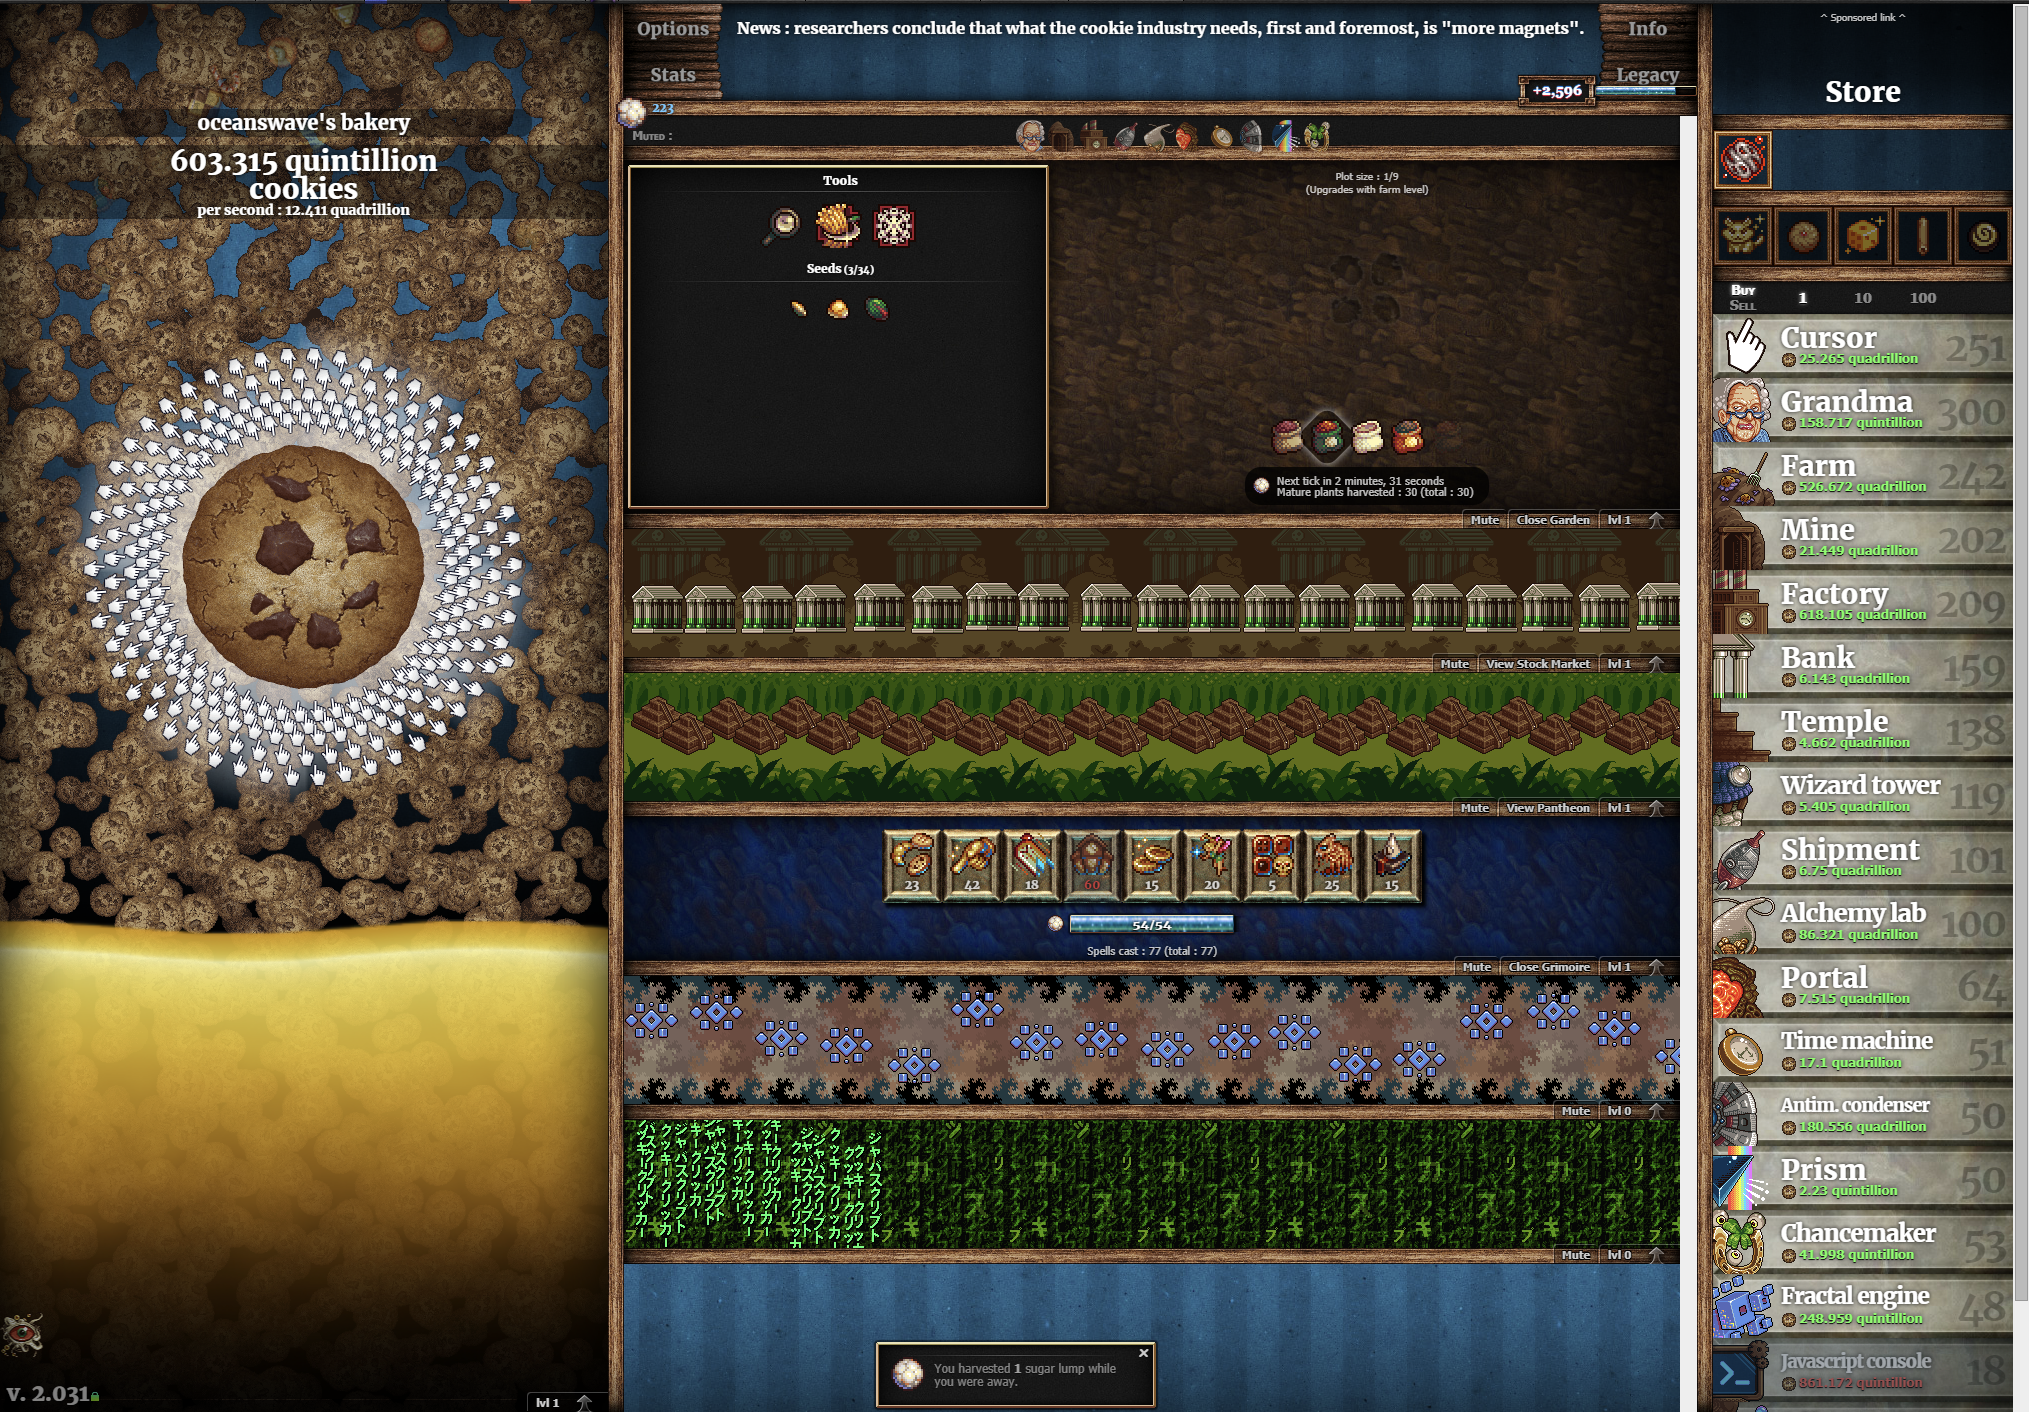 oceanswave's bakery
603.315 quintillion
cookies
per second : 12.411 quadrillion
v. 2.031
lvl 1
Options
Stats
News : researchers conclude that what the cookie industry needs, first and foremost, is "more magnets".
Info
Legacy
+2,596
223
Muted :
Tools
Seeds (3/34)
Plot size : 1/9
(Upgrades with farm level)
Next tick in 2 minutes, 31 seconds
Mature plants harvested : 30 (total : 30)
Mute Close Garden lvl 1
Mute View Stock Market lvl 1
Mute View Pantheon lvl 1
23 42 18 60 15 20 5 25 15
54/54
Spells cast : 77 (total : 77)
Mute Close Grimoire lvl 1
Mute lvl 0
Mute lvl 0
You harvested 1 sugar lump while
you were away.
^ Sponsored link ^
Store
Buy
Sell
1 10 100
Cursor 251
25.265 quadrillion
Grandma 300
158.717 quintillion
Farm 242
526.672 quadrillion
Mine 202
21.449 quadrillion
Factory 209
618.105 quadrillion
Bank 159
6.143 quadrillion
Temple 138
4.662 quadrillion
Wizard tower 119
5.405 quadrillion
Shipment 101
6.75 quadrillion
Alchemy lab 100
86.321 quadrillion
Portal 64
7.515 quadrillion
Time machine 51
17.1 quadrillion
Antim. condenser 50
180.556 quadrillion
Prism 50
2.23 quintillion
Chancemaker 53
41.998 quintillion
Fractal engine 48
248.959 quintillion
Javascript console 18
861.172 quintillion